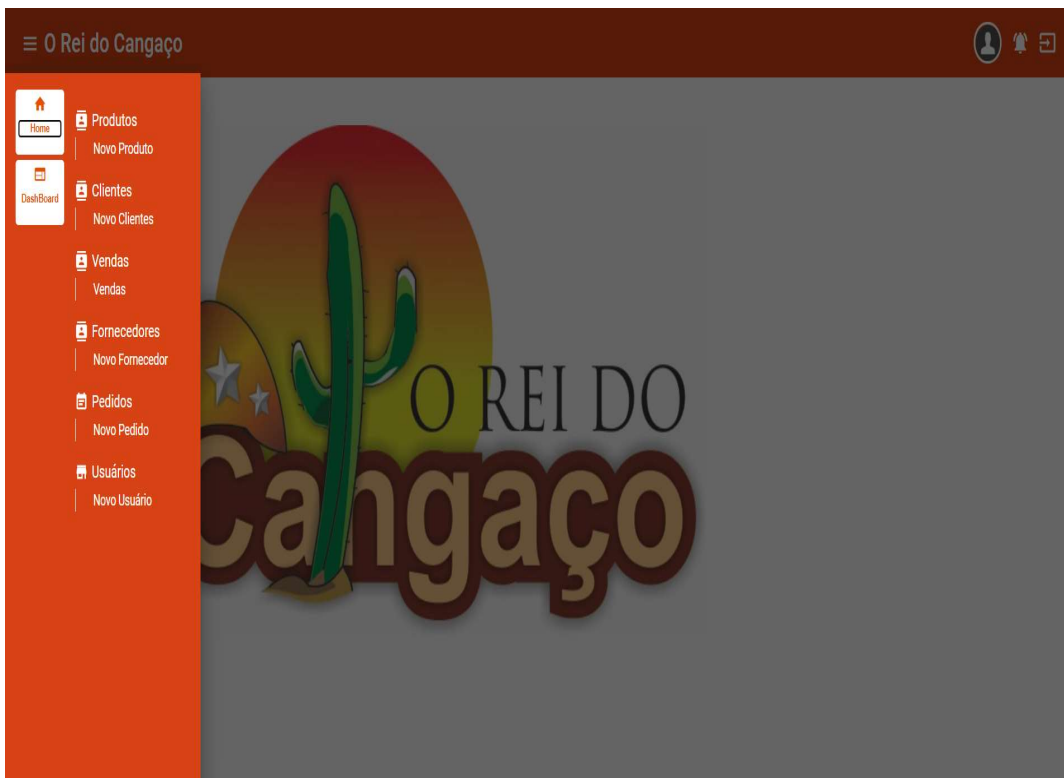 O Rei do Cangaço
Home
DashBoard
Produtos
Novo Produto
Clientes
Novo Clientes
Vendas
Vendas
Fornecedores
Novo Fornecedor
Pedidos
Novo Pedido
Usuários
Novo Usuário
O REI DO
Cangaço